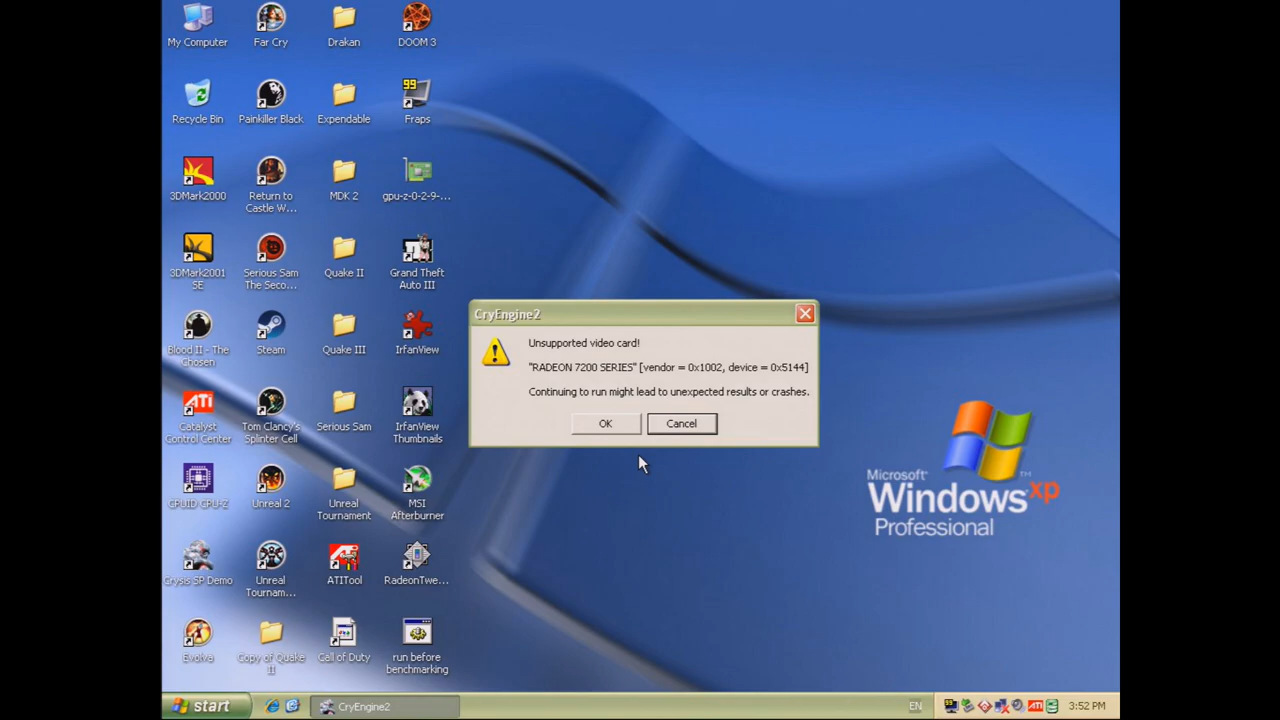 My Computer
Far Cry
Drakan
DOOM 3
99
Recycle Bin
Painkiller Black
Expendable
Fraps
3DMark2000
Return to
Castle W...
MDK 2
gpu-z-0-2-9-...
3DMark2001
SE
Serious Sam
The Seco...
Quake II
Grand Theft
Auto III
Blood II - The
Chosen
Steam
Quake III
IrfanView
ATI
Catalyst
Control Center
Tom Clancy's
Splinter Cell
Serious Sam
IrfanView
Thumbnails
CPUID CPU-Z
Unreal 2
Unreal
Tournament
MSI
Afterburner
Crysis SP Demo
Unreal
Tournam...
ATITool
RadeonTwe...
Evolva
Copy of Quake
II
Call of Duty
run before
benchmarking
CryEngine2
Unsupported video card!
"RADEON 7200 SERIES" [vendor = 0x1002, device = 0x5144]
Continuing to run might lead to unexpected results or crashes.
OK
Cancel
Microsoft®
Windows xp
Professional
start
CryEngine2
EN
99
ATI
3:52 PM